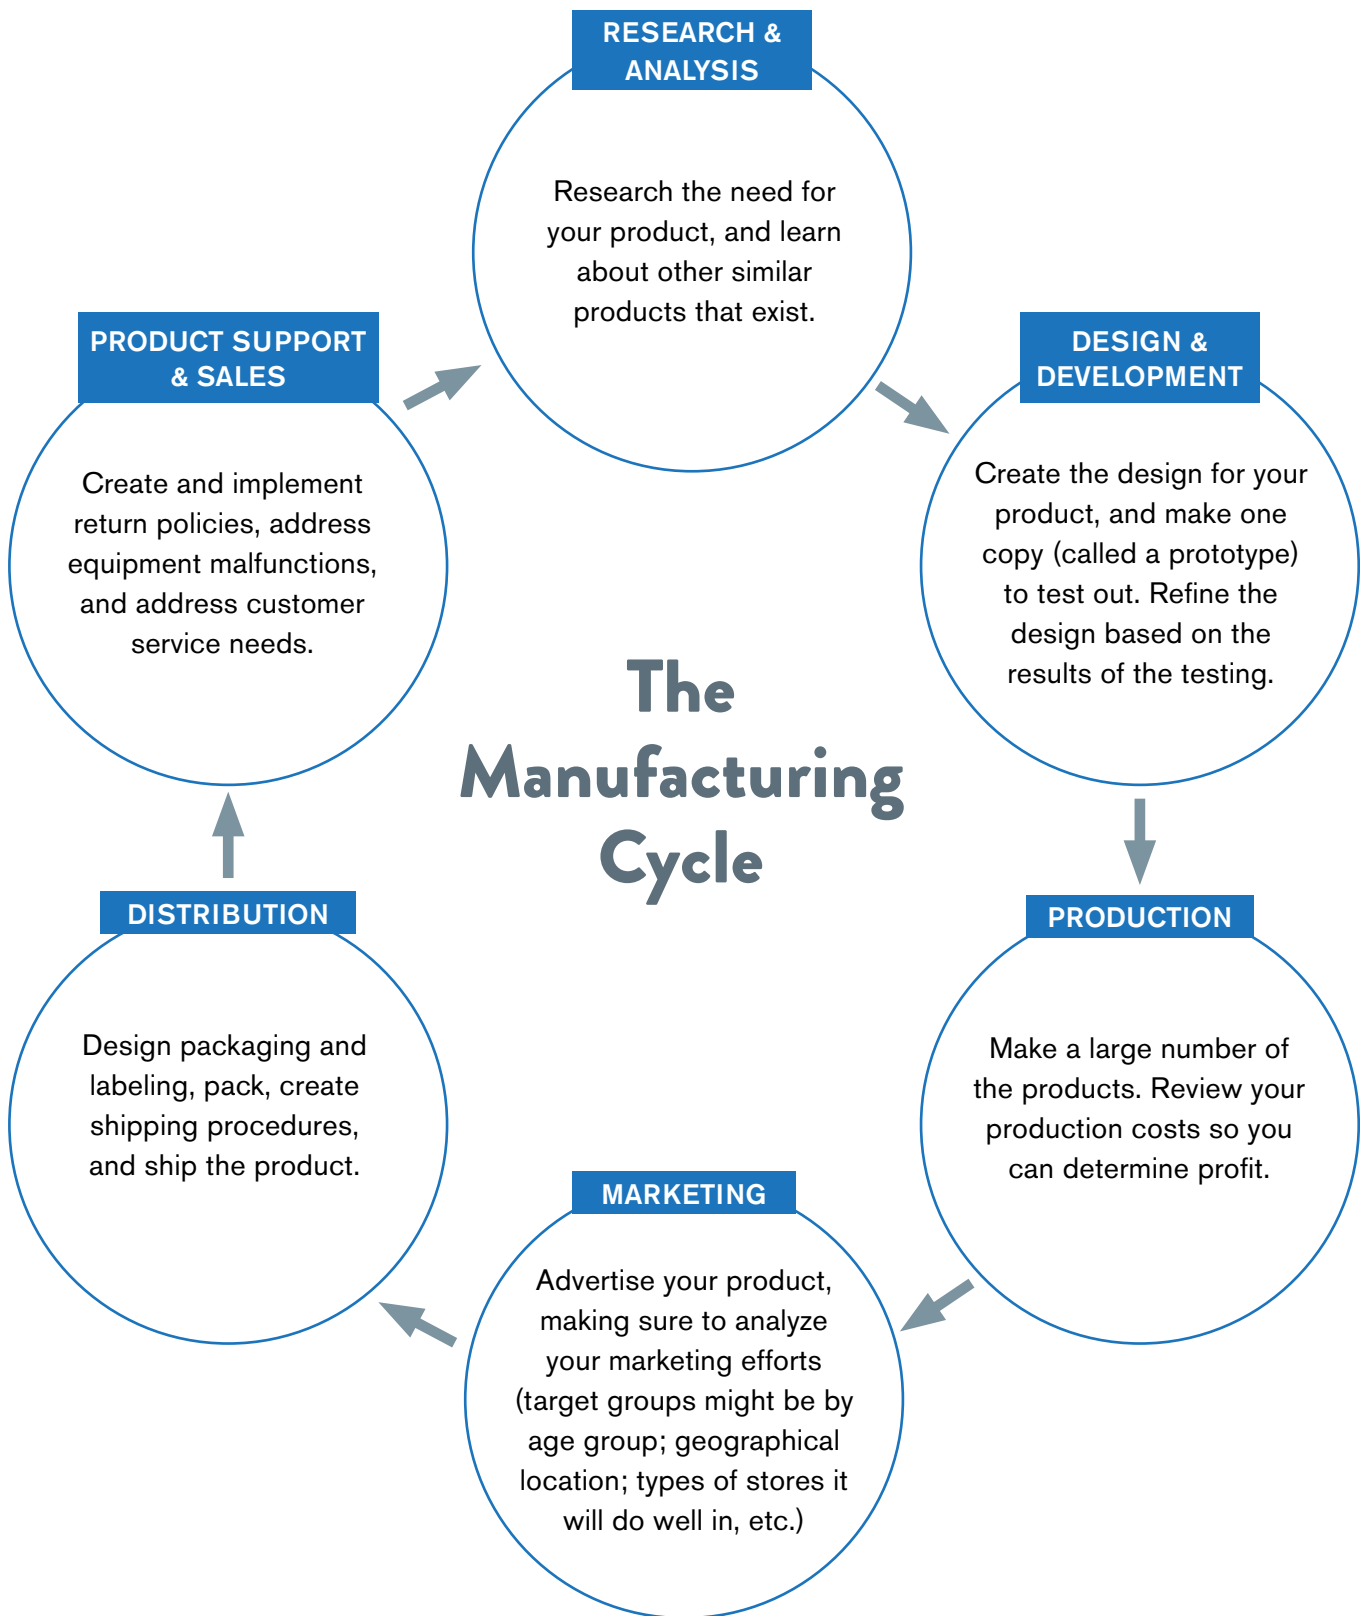 RESEARCH &
ANALYSIS
Research the need for
your product, and learn
about other similar
products that exist.
DESIGN &
DEVELOPMENT
Create the design for your
product, and make one
copy (called a prototype)
to test out. Refine the
design based on the
results of the testing.
PRODUCTION
Make a large number of
the products. Review your
production costs so you
can determine profit.
MARKETING
Advertise your product,
making sure to analyze
your marketing efforts
(target groups might be by
age group; geographical
location; types of stores it
will do well in, etc.)
DISTRIBUTION
Design packaging and
labeling, pack, create
shipping procedures,
and ship the product.
PRODUCT SUPPORT
& SALES
Create and implement
return policies, address
equipment malfunctions,
and address customer
service needs.
The
Manufacturing
Cycle